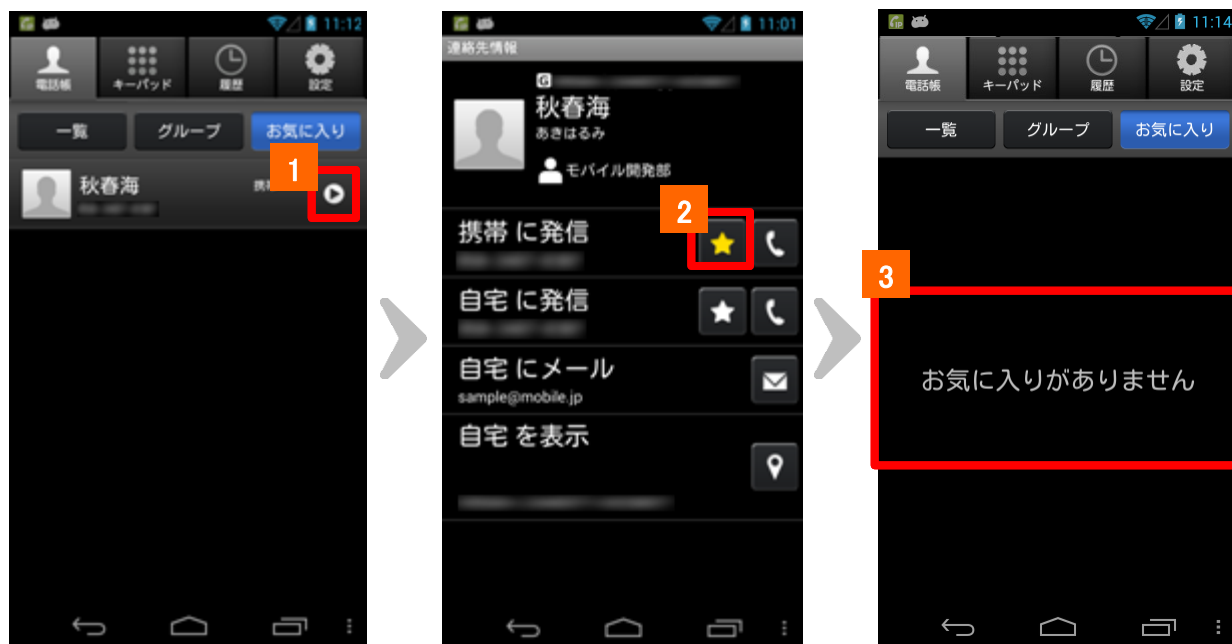 11:12
電話帳
キーパッド
履歴
設定
一覧
グループ
お気に入り
1
秋春海
11:01
連絡先情報
G
秋春海
あきはるみ
モバイル開発部
2
携帯 に発信
自宅 に発信
自宅 にメール
sample@mobile.jp
自宅 を表示
11:14
電話帳
キーパッド
履歴
設定
一覧
グループ
お気に入り
3
お気に入りがありません